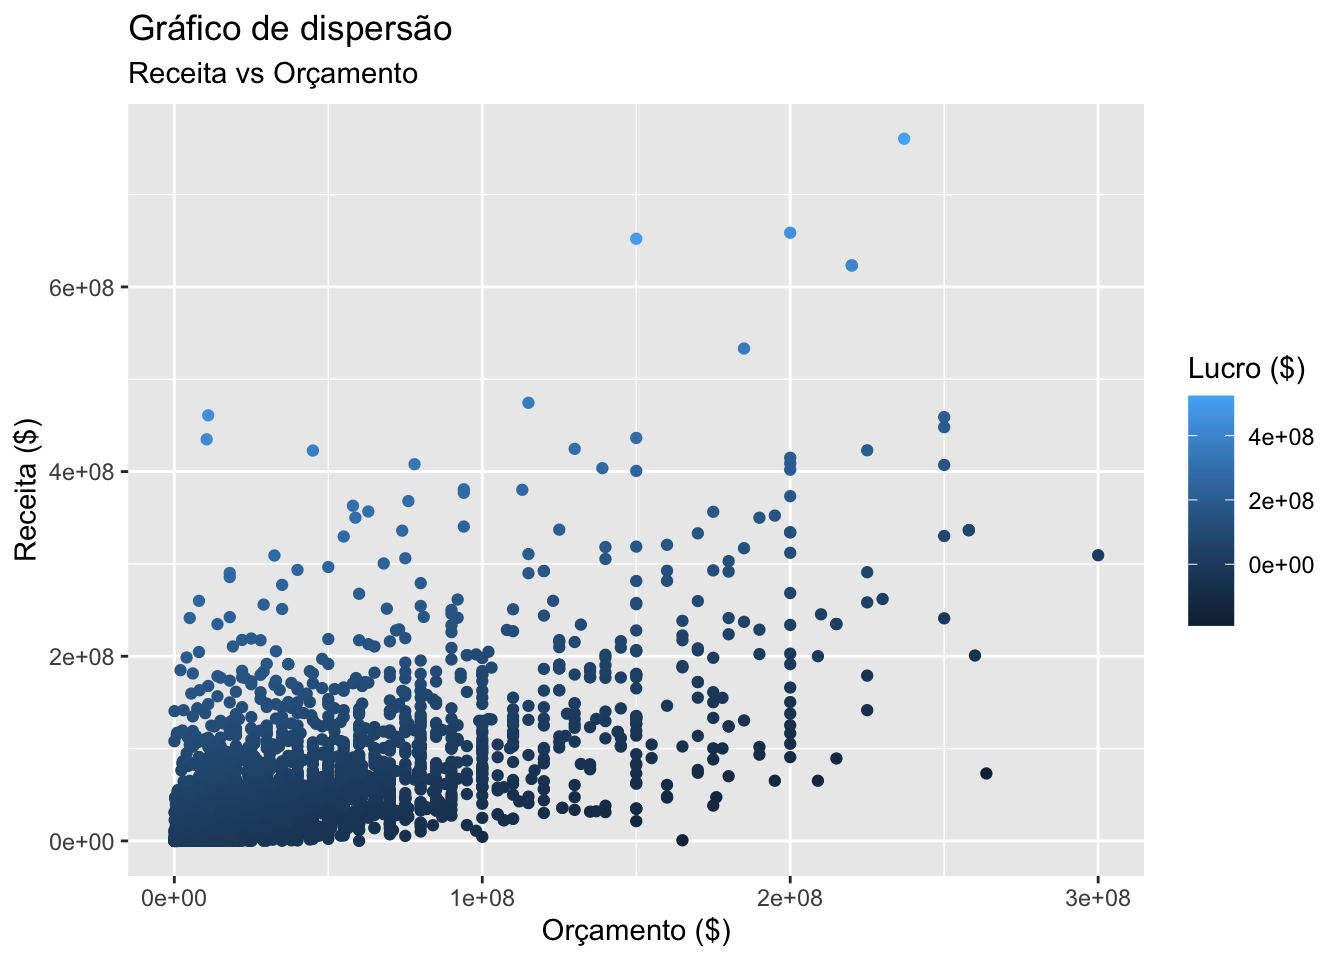 Gráfico de dispersão
Receita vs Orçamento
Receita ($)
6e+08
4e+08
2e+08
0e+00
0e+00
1e+08
2e+08
3e+08
Orçamento ($)
Lucro ($)
4e+08
2e+08
0e+00